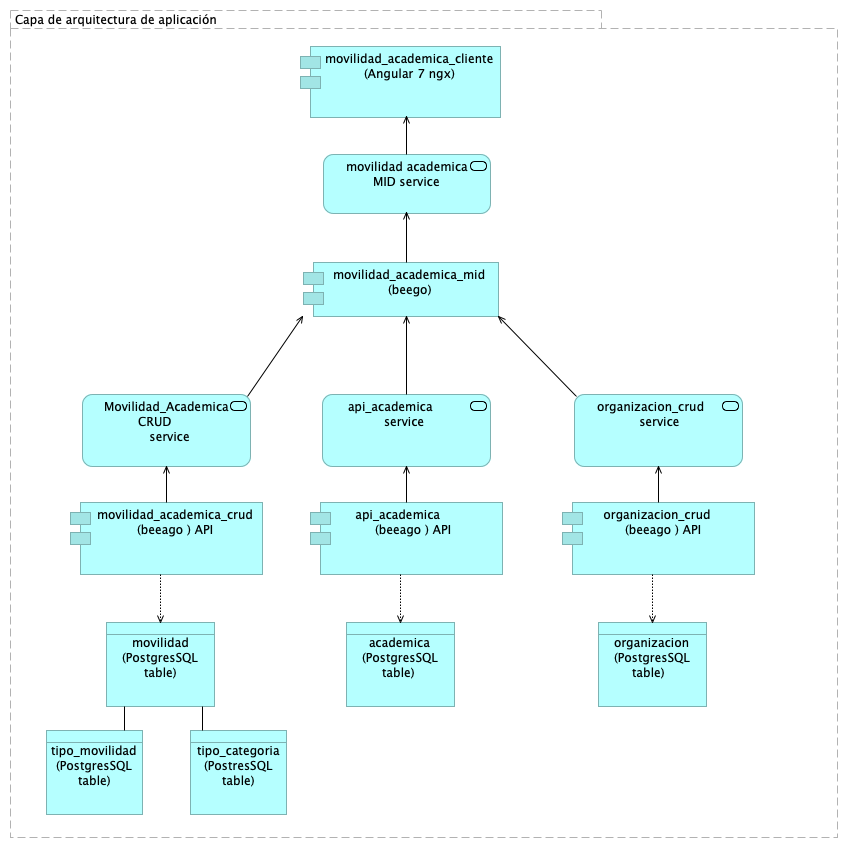 Capa de arquitectura de aplicación
movilidad_academica_cliente
(Angular 7 ngx)
movilidad academica
MID service
movilidad_academica_mid
(beego)
Movilidad_Academica
CRUD
service
api_academica
service
organizacion_crud
service
movilidad_academica_crud
(beeago ) API
api_academica
(beeago ) API
organizacion_crud
(beeago ) API
movilidad
(PostgresSQL
table)
academica
(PostgresSQL
table)
organizacion
(PostgresSQL
table)
tipo_movilidad
(PostgresSQL
table)
tipo_categoria
(PostresSQL
table)